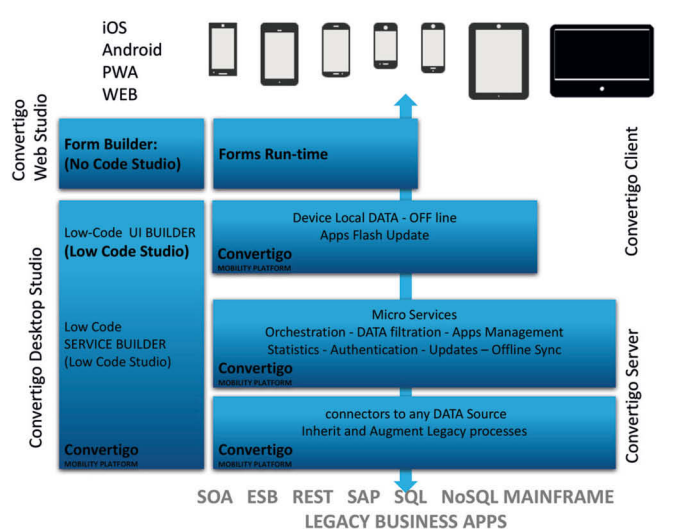 iOS
Android
PWA
WEB
Convertigo
Web Studio
Form Builder:
(No Code Studio)
Forms Run-time
Convertigo Client
Convertigo Desktop Studio
Low-Code UI BUILDER
(Low Code Studio)
Low Code
SERVICE BUILDER
(Low Code Studio)
Convertigo
MOBILITY PLATFORM
Device Local DATA - OFF line
Apps Flash Update
Convertigo
MOBILITY PLATFORM
Micro Services
Orchestration - DATA filtration - Apps Management
Statistics - Authentication - Updates – Offline Sync
Convertigo
MOBILITY PLATFORM
Convertigo Server
connectors to any DATA Source
Inherit and Augment Legacy processes
Convertigo
MOBILITY PLATFORM
SOA ESB REST SAP SQL NoSQL MAINFRAME
LEGACY BUSINESS APPS